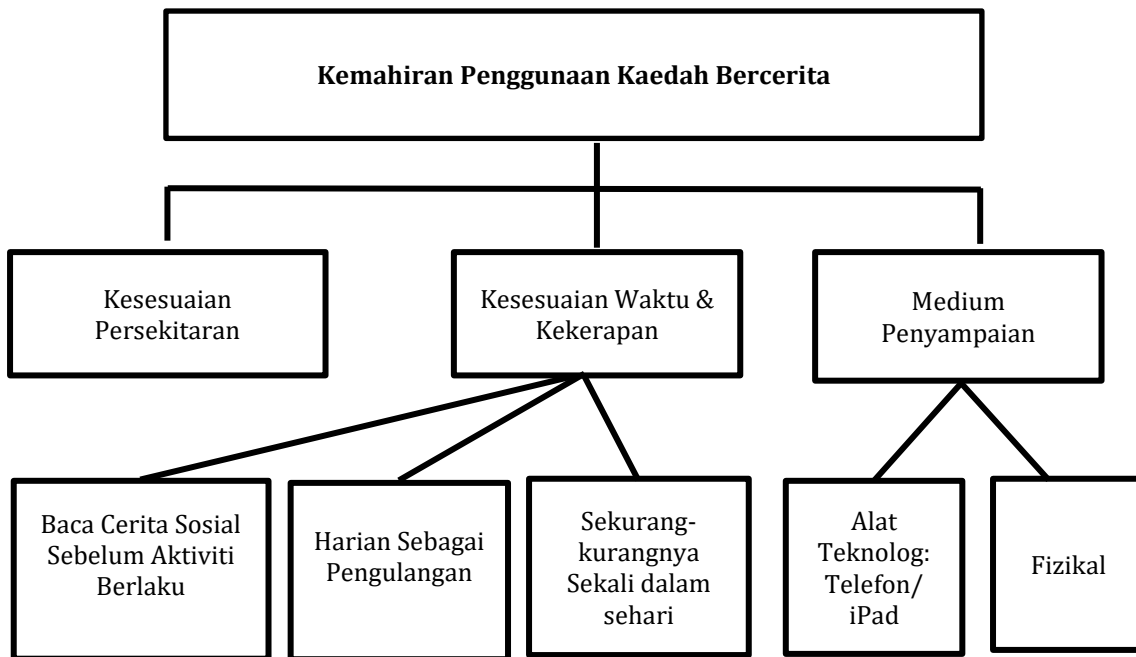 Kemahiran Penggunaan Kaedah Bercerita
Kesesuaian
Persekitaran
Kesesuaian Waktu &
Kekerapan
Medium
Penyampaian
Baca Cerita Sosial
Sebelum Aktiviti
Berlaku
Harian Sebagai
Pengulangan
Sekurang-
kurangnya
Sekali dalam
sehari
Alat
Teknolog:
Telefon/
iPad
Fizikal